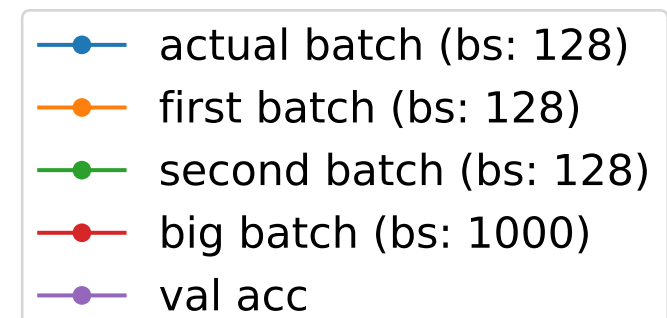 actual batch (bs: 128)
first batch (bs: 128)
second batch (bs: 128)
big batch (bs: 1000)
val acc